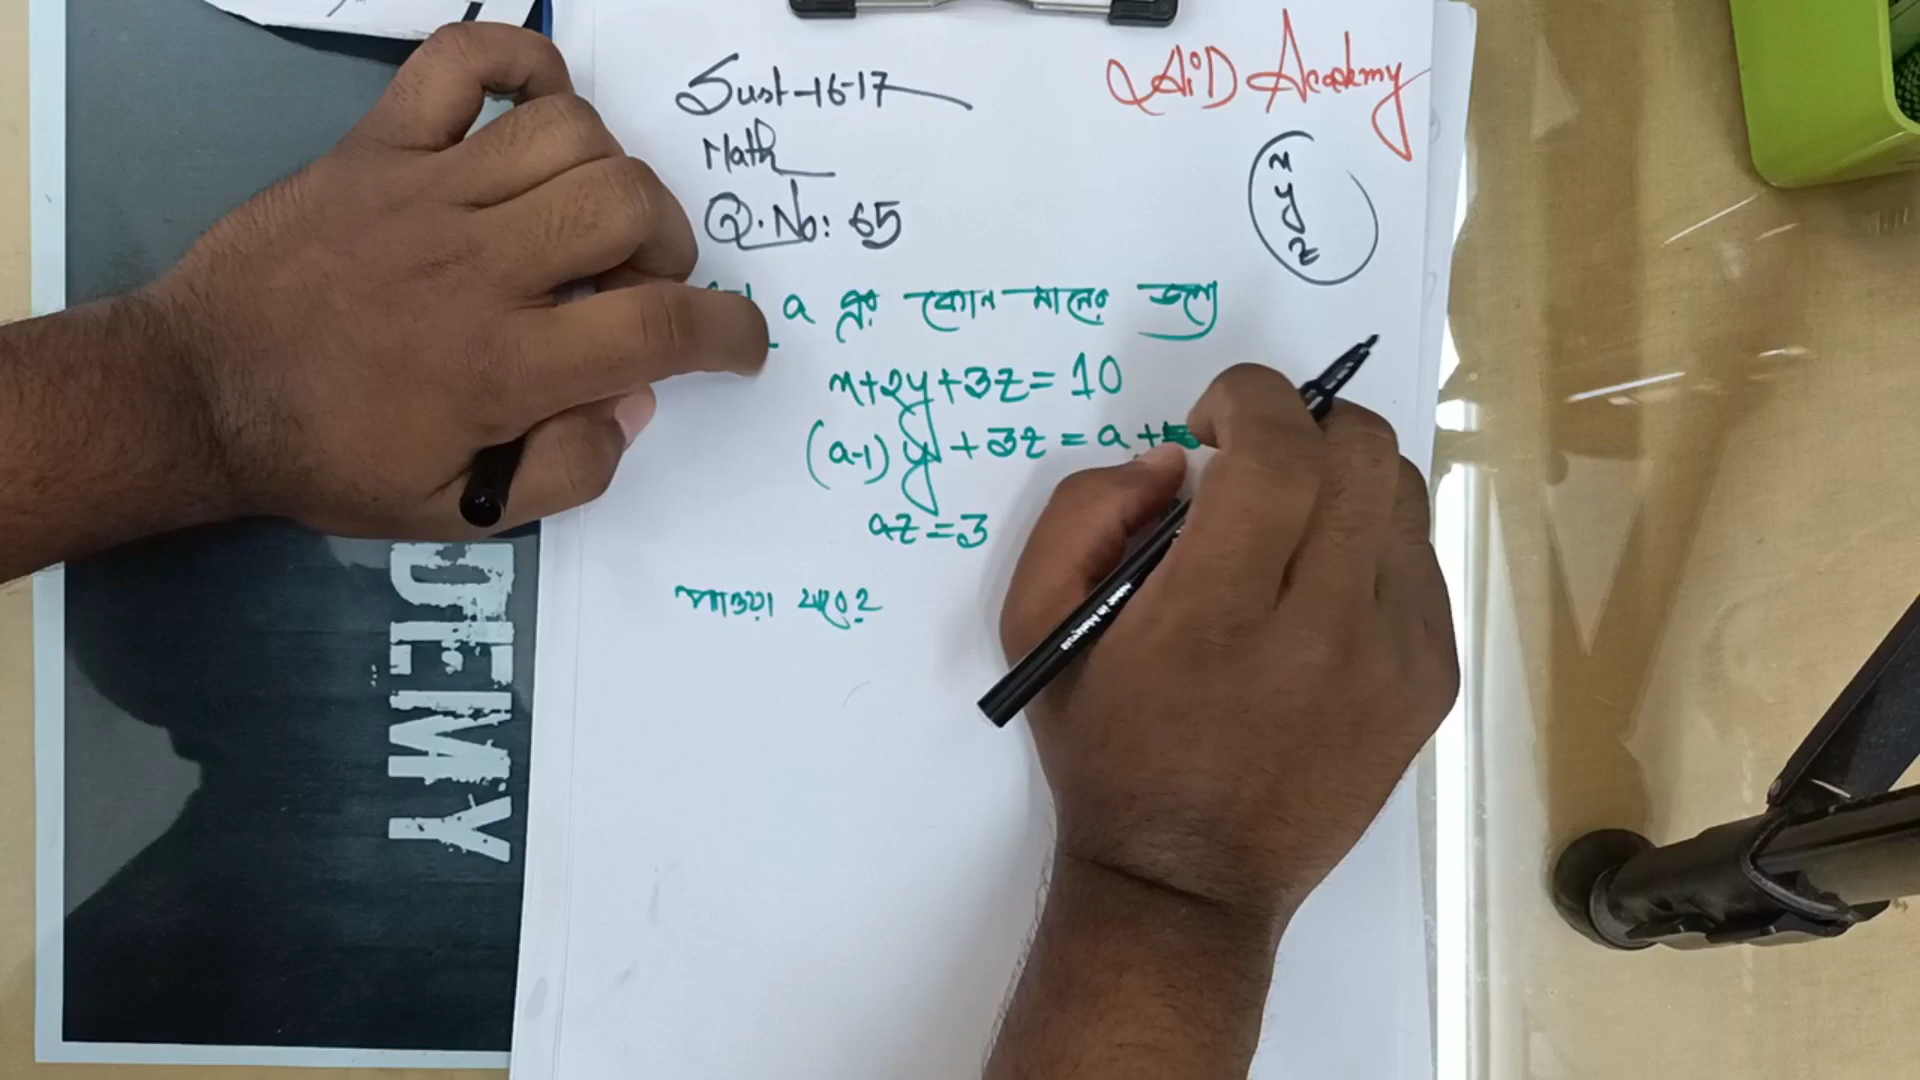 Sust-16-17
AiD Academy
Math
Q.No: 65
x
y
z
a এর কোন মানের জন্য
x+2y+3z=10
(a-1)y+3z=a+
az=3
পাওয়া যাবে?
DEMY